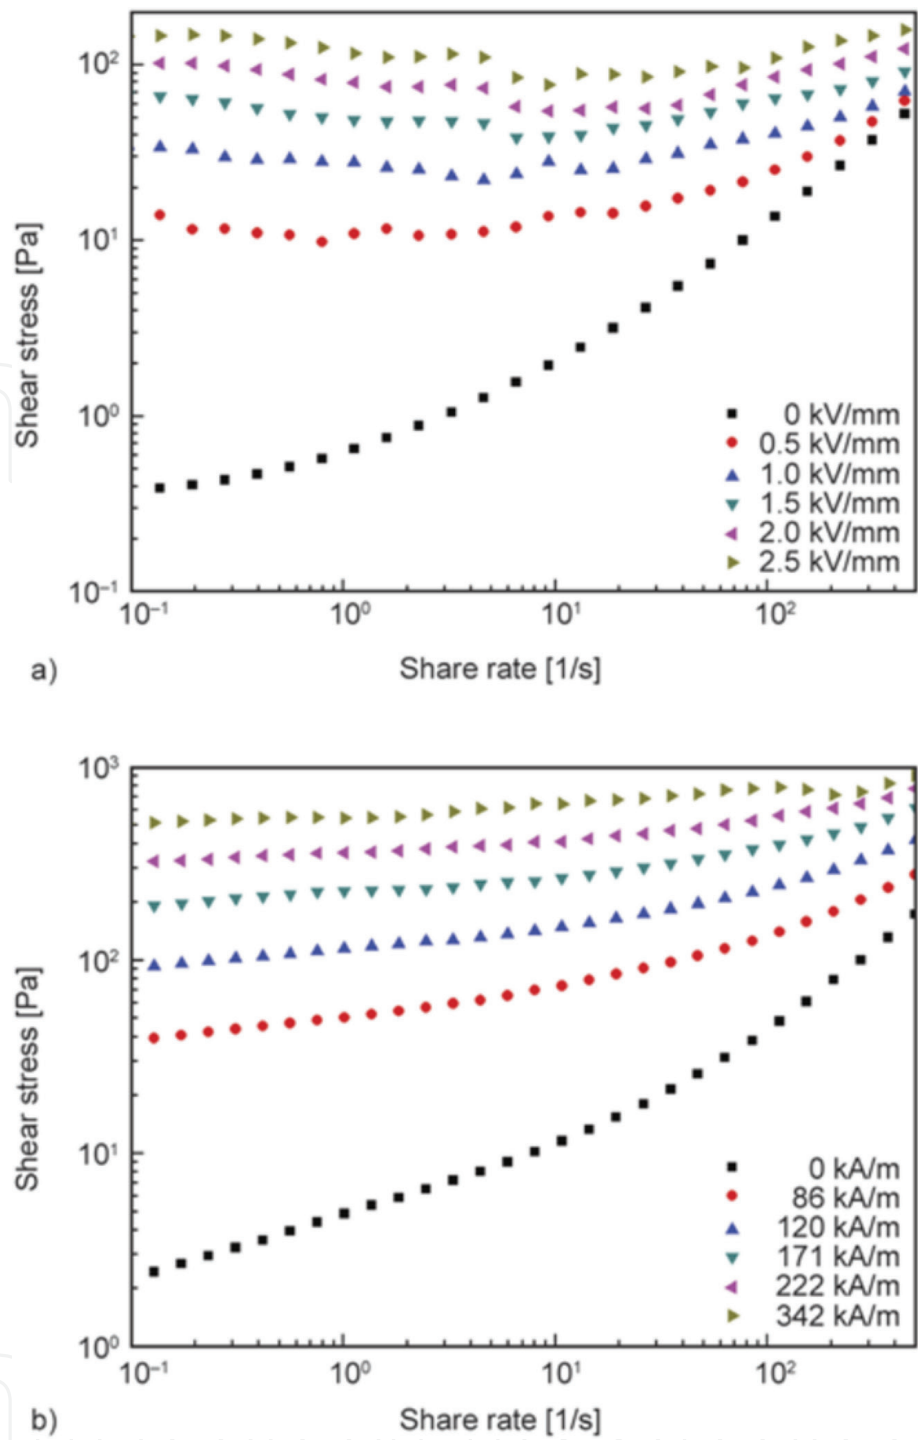 10²
10¹
10⁰
10⁻¹
Shear stress [Pa]
0 kV/mm
0.5 kV/mm
1.0 kV/mm
1.5 kV/mm
2.0 kV/mm
2.5 kV/mm
10⁻¹ 10⁰ 10¹ 10²
a) Share rate [1/s]
10³
10²
10¹
10⁰
Shear stress [Pa]
0 kA/m
86 kA/m
120 kA/m
171 kA/m
222 kA/m
342 kA/m
10⁻¹ 10⁰ 10¹ 10²
b) Share rate [1/s]